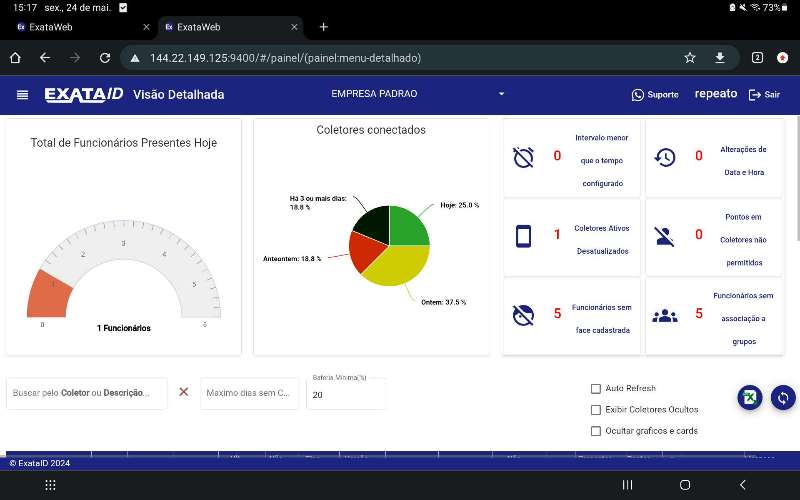 15:17 sex., 24 de mai. 73%
ExataWeb ExataWeb
144.22.149.125:9400/#/painel/(painel:menu-detalhado) 2
EXATA ID Visão Detalhada EMPRESA PADRAO Suporte repeato Sair
Total de Funcionários Presentes Hoje
0 1 2 3 4 5 6
1 Funcionários
Coletores conectados
Há 3 ou mais dias:
18.8 %
Hoje: 25.0 %
Anteontem: 18.8 %
Ontem: 37.5 %
0 Intervalo menor
que o tempo
configurado
0 Alterações de
Data e Hora
1 Coletores Ativos
Desatualizados
0 Pontos em
Coletores não
permitidos
5 Funcionários sem
face cadastrada
5 Funcionários sem
associação a
grupos
Buscar pelo Coletor ou Descrição...
Maximo dias sem C...
Bateria Mínima(%)
20
Auto Refresh
Exibir Coletores Ocultos
Ocultar graficos e cards
© ExataID 2024